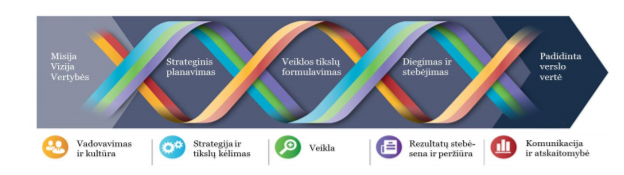 Misija
Vizija
Vertybės
Strateginis
planavimas
Veiklos tikslų
formulavimas
Diegimas ir
stebėjimas
Padidinta
verslo
vertė
Vadovavimas
ir kultūra
Strategija ir
tikslų kėlimas
Veikla
Rezultatų stebė-
sena ir peržiūra
Komunikacija
ir atskaitomybė